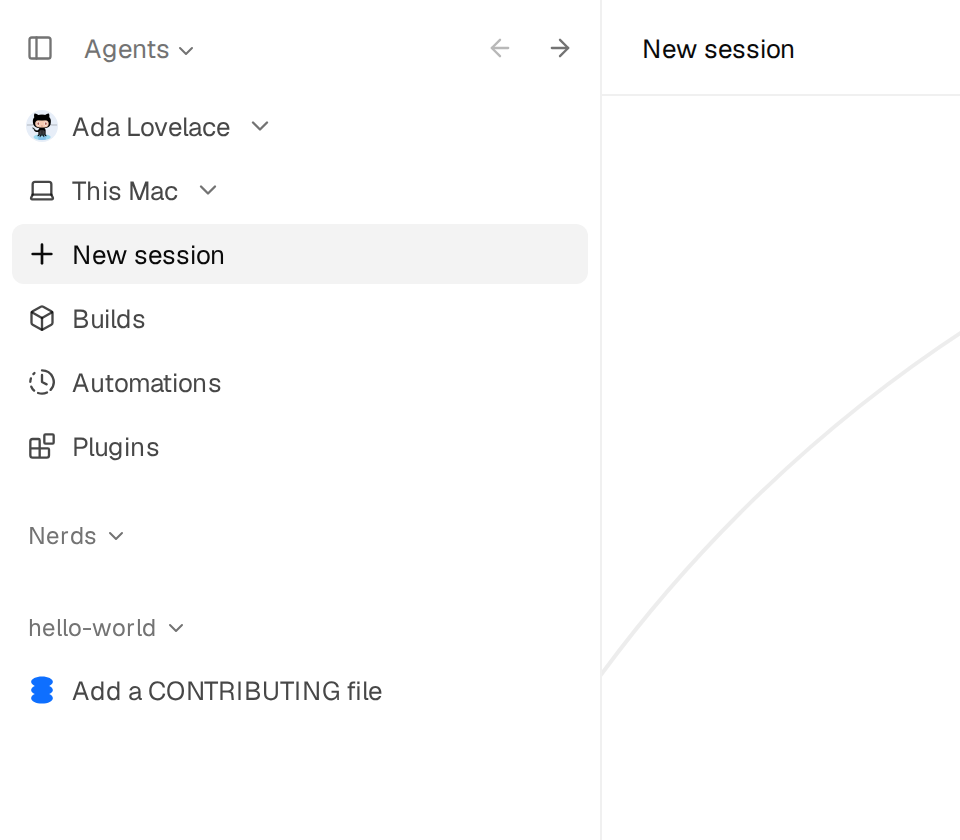 Agents
New session
Ada Lovelace
This Mac
New session
Builds
Automations
Plugins
Nerds
hello-world
Add a CONTRIBUTING file